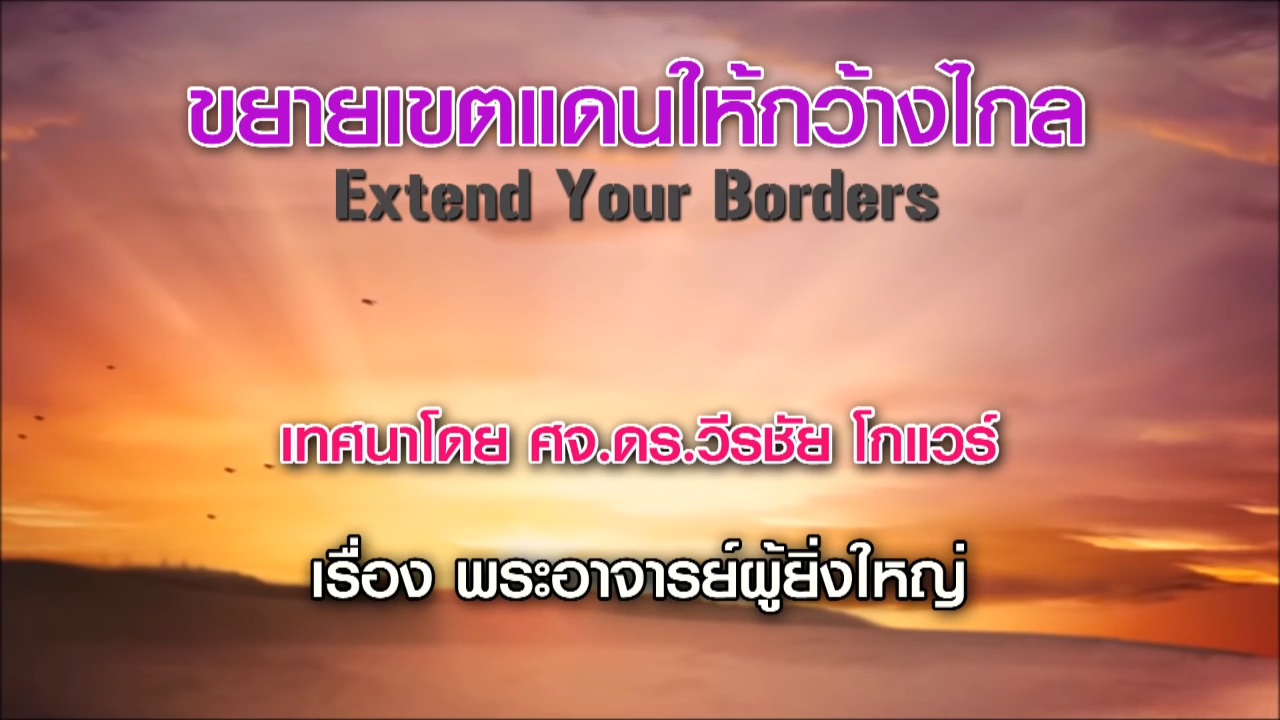 ขยายเขตแดนให้กว้างไกล
Extend Your Borders
เทศนาโดย ศจ.ดร.วีรชัย โกแวร์
เรื่อง พระอาจารย์ผู้ยิ่งใหญ่